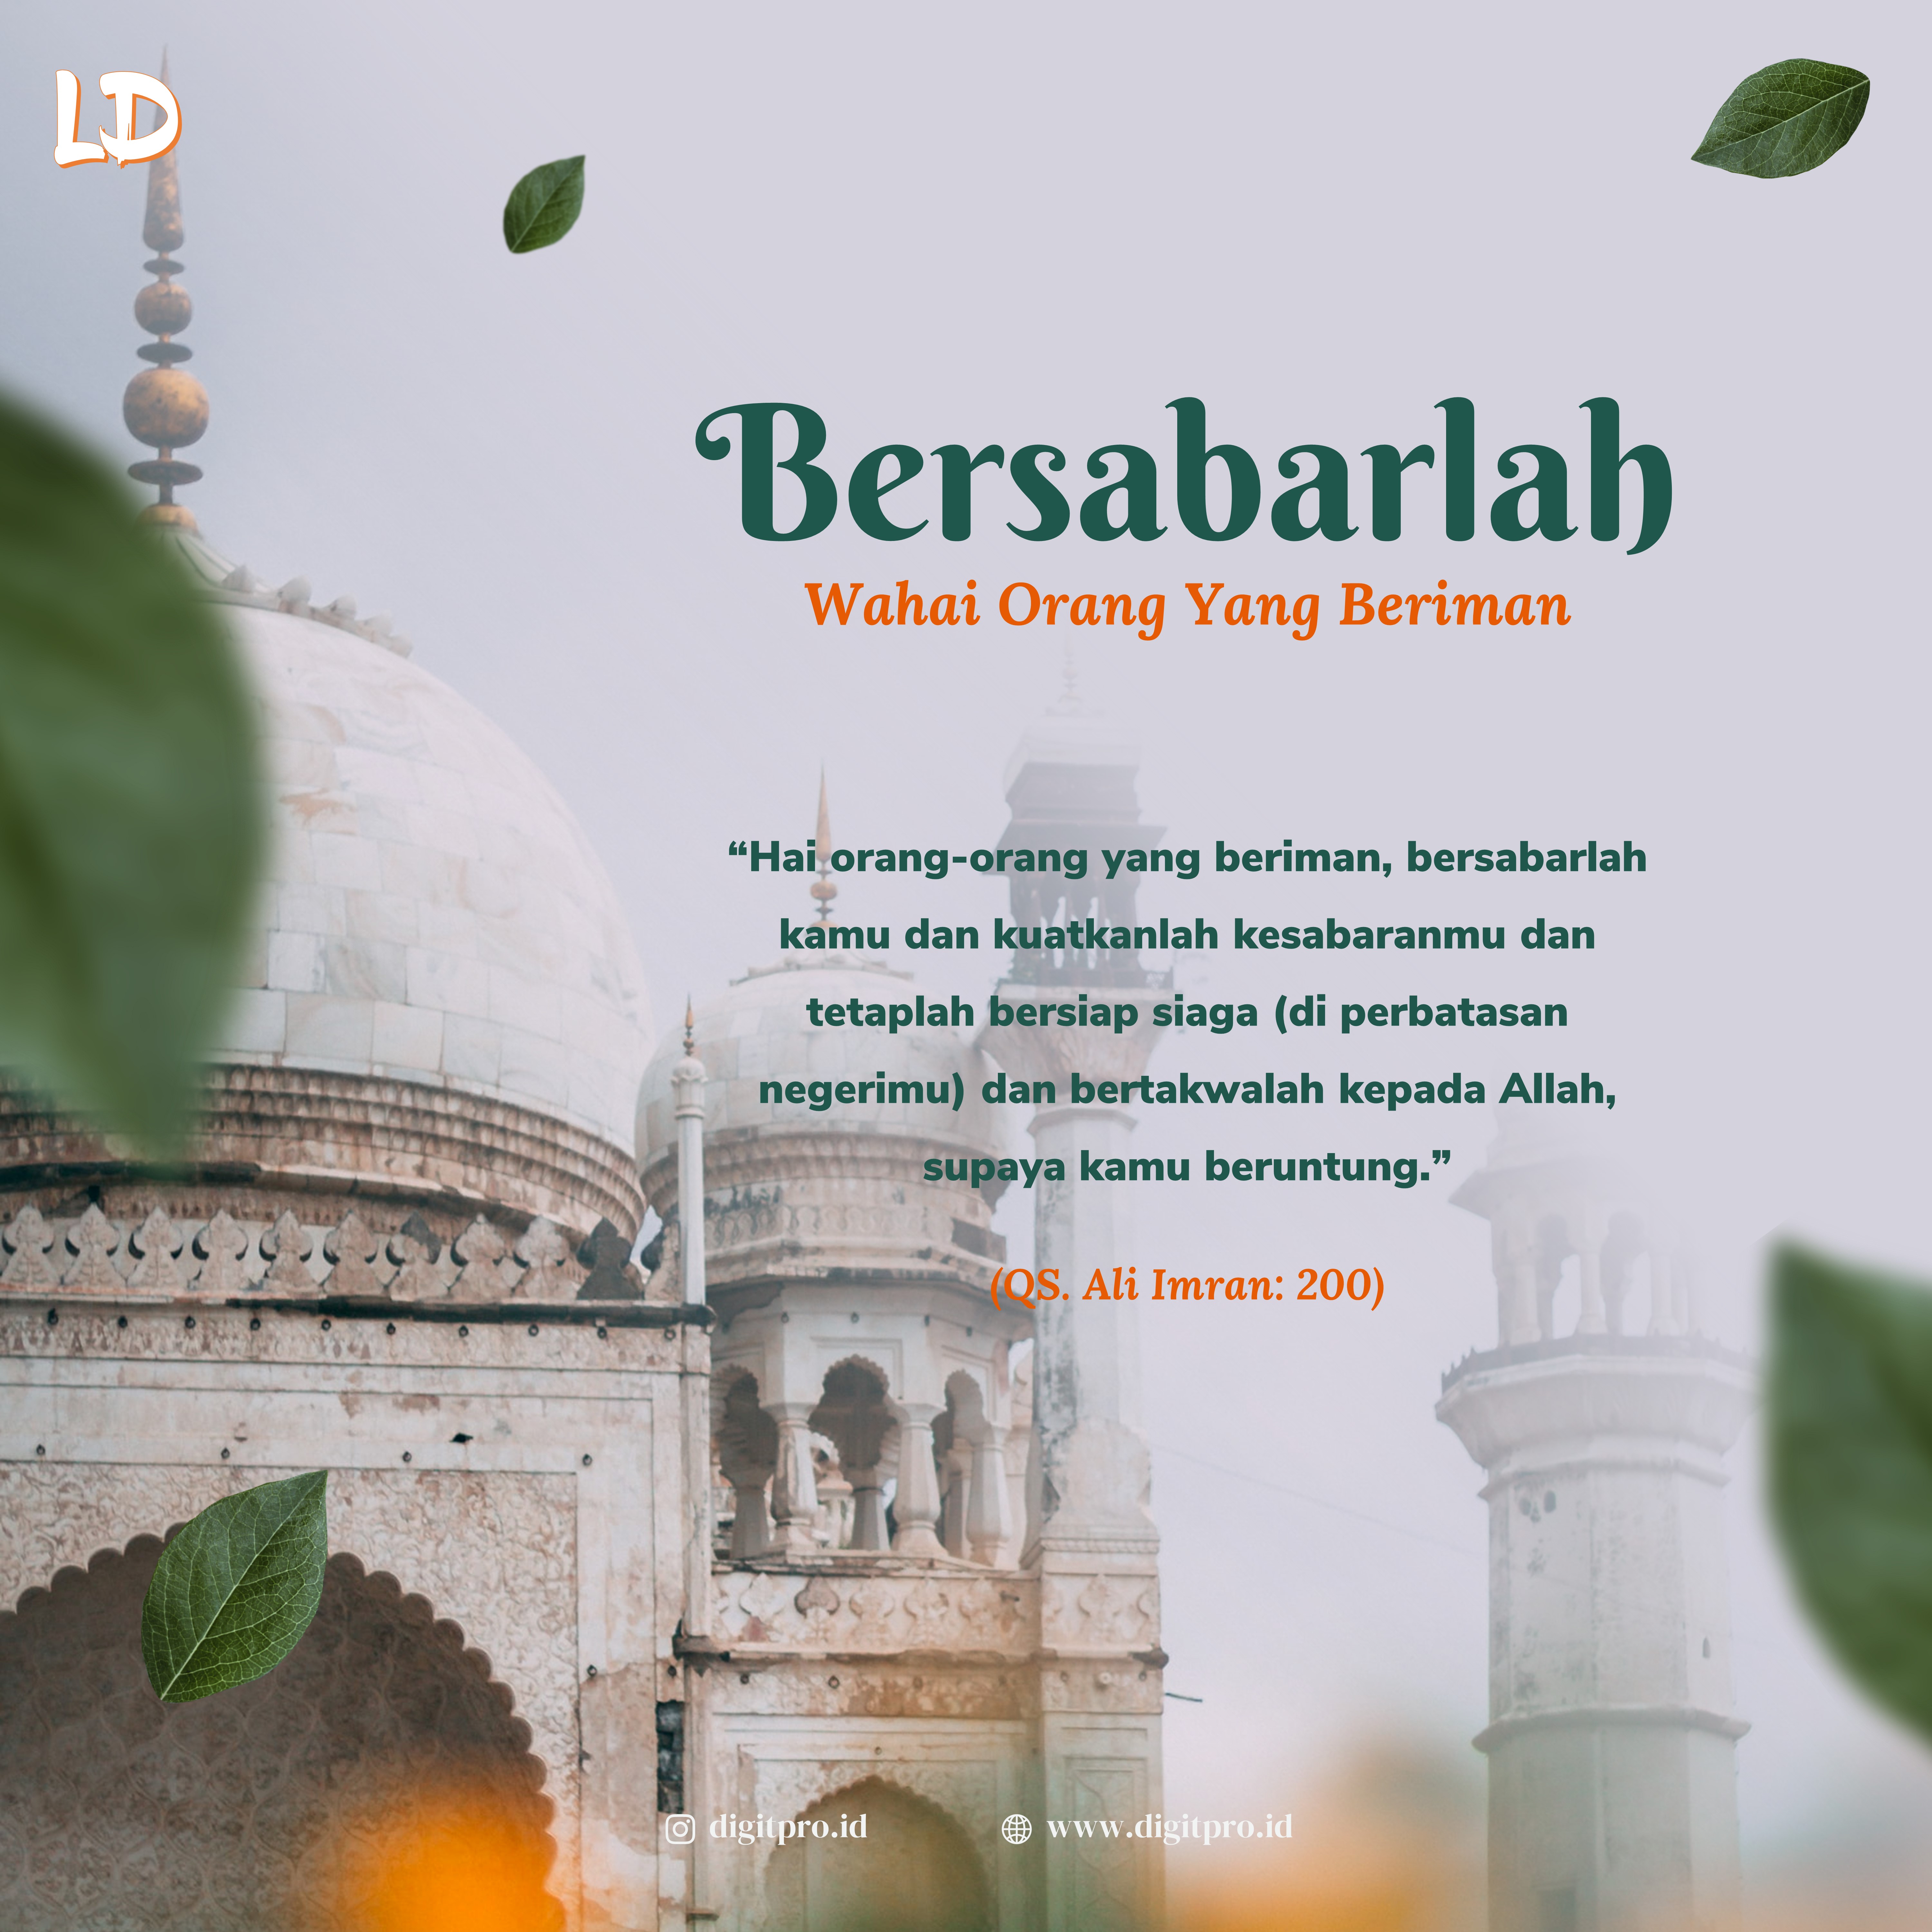 LD
Bersabarlah
Wahai Orang Yang Beriman
“Hai orang-orang yang beriman, bersabarlah
kamu dan kuatkanlah kesabaranmu dan
tetaplah bersiap siaga (di perbatasan
negerimu) dan bertakwalah kepada Allah,
supaya kamu beruntung.”
(QS. Ali Imran: 200)
digitpro.id
www.digitpro.id